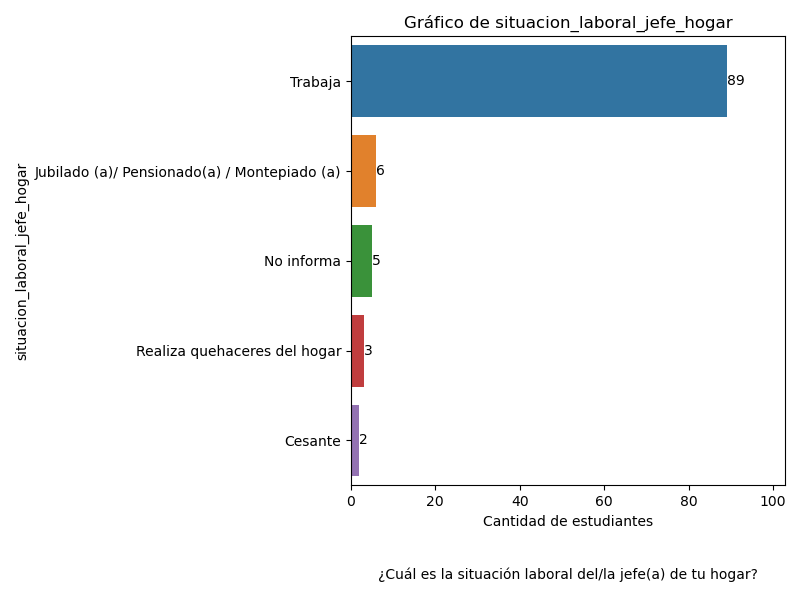 Gráfico de situacion_laboral_jefe_hogar
situacion_laboral_jefe_hogar
Trabaja
89
Jubilado (a)/ Pensionado(a) / Montepiado (a)
6
No informa
5
Realiza quehaceres del hogar
3
Cesante
2
0 20 40 60 80 100
Cantidad de estudiantes
¿Cuál es la situación laboral del/la jefe(a) de tu hogar?